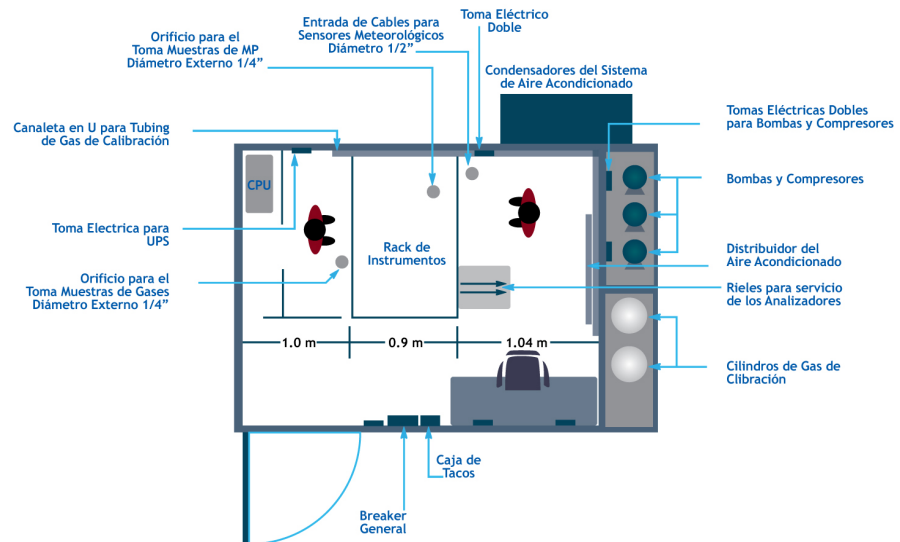 Orificio para el
Toma Muestras de MP
Diámetro Externo 1/4”
Entrada de Cables para
Sensores Meteorológicos
Diámetro 1/2”
Toma Eléctrico
Doble
Condensadores del Sistema
de Aire Acondicionado
Canaleta en U para Tubing
de Gas de Calibración
Tomas Eléctricas Dobles
para Bombas y Compresores
CPU
Bombas y Compresores
Toma Electrica para
UPS
Rack de
Instrumentos
Distribuidor del
Aire Acondicionado
Orificio para el
Toma Muestras de Gases
Diámetro Externo 1/4”
Rieles para servicio
de los Analizadores
1.0 m
0.9 m
1.04 m
Cilindros de Gas de
Clibración
Caja de
Tacos
Breaker
General